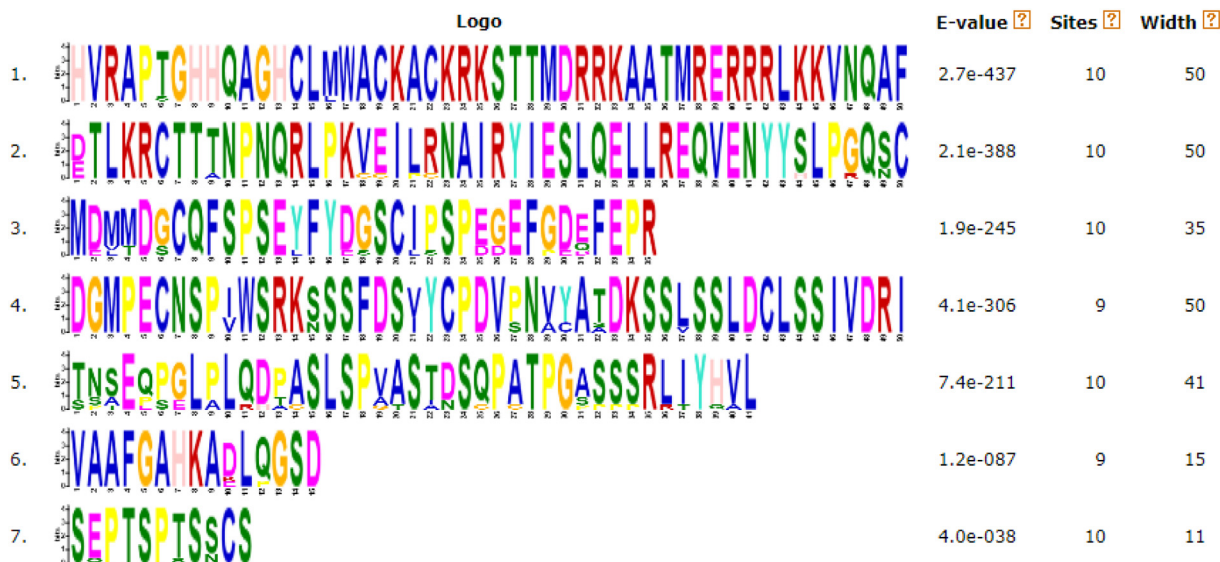 Logo E-value ? Sites ? Width ?
1. HVRAPTGHHQAGHCLMWACKACKRKSTTMDRRKAATMRERRRLKKVNQAF 2.7e-437 10 50
2. DTLKRCTTTNPNQRLPKVEILRNAIRYIESLQELLREQVENYYSLPGQSC 2.1e-388 10 50
3. MDMMDGCQFSPSEYFYDGSCIPSPEGEFGDEFEPR 1.9e-245 10 35
4. DGMPECNSPIWSRKSSSFDSVYCPDVPNVYATDKSSLSSLDCLSSIVDRI 4.1e-306 9 50
5. TNSEQPGLPLQDPASLSPVASTDSQPATPGASSSRLIYHVL 7.4e-211 10 41
6. VAAFGAHKADLQGSD 1.2e-087 9 15
7. SEPTSPTSSCS 4.0e-038 10 11